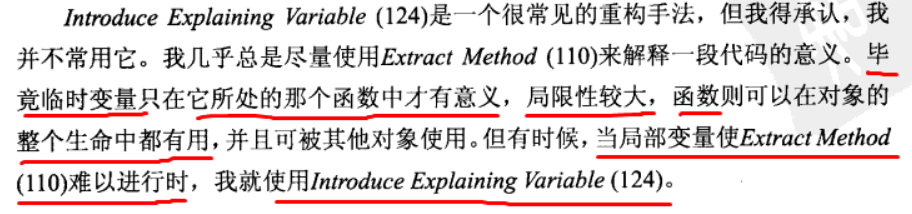 Introduce Explaining Variable (124)是一个很常见的重构手法，但我得承认，我
并不常用它。我几乎总是尽量使用Extract Method (110)来解释一段代码的意义。毕
竟临时变量只在它所处的那个函数中才有意义，局限性较大，函数则可以在对象的
整个生命中都有用，并且可被其他对象使用。但有时候，当局部变量使Extract Method
(110)难以进行时，我就使用Introduce Explaining Variable (124)。